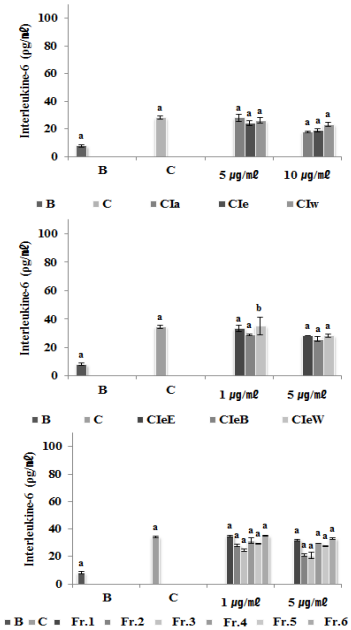 Interleukine-6 (ρg/㎖)
100
80
60
40
20
0
a
a
a a a
a a a
B C 5 ㎍/㎖ 10 ㎍/㎖
B C CIa CIe CIw
Interleukine-6 (ρg/㎖)
100
80
60
40
20
0
a
a
a a b
a a a
B C 1 ㎍/㎖ 5 ㎍/㎖
B C CIeE CIeB CIeW
Interleukine-6 (ρg/㎖)
100
80
60
40
20
0
a
a
a a a a a a
a a a a a a
B C 1 ㎍/㎖ 5 ㎍/㎖
B C Fr.1 Fr.2 Fr.3 Fr.4 Fr.5 Fr.6